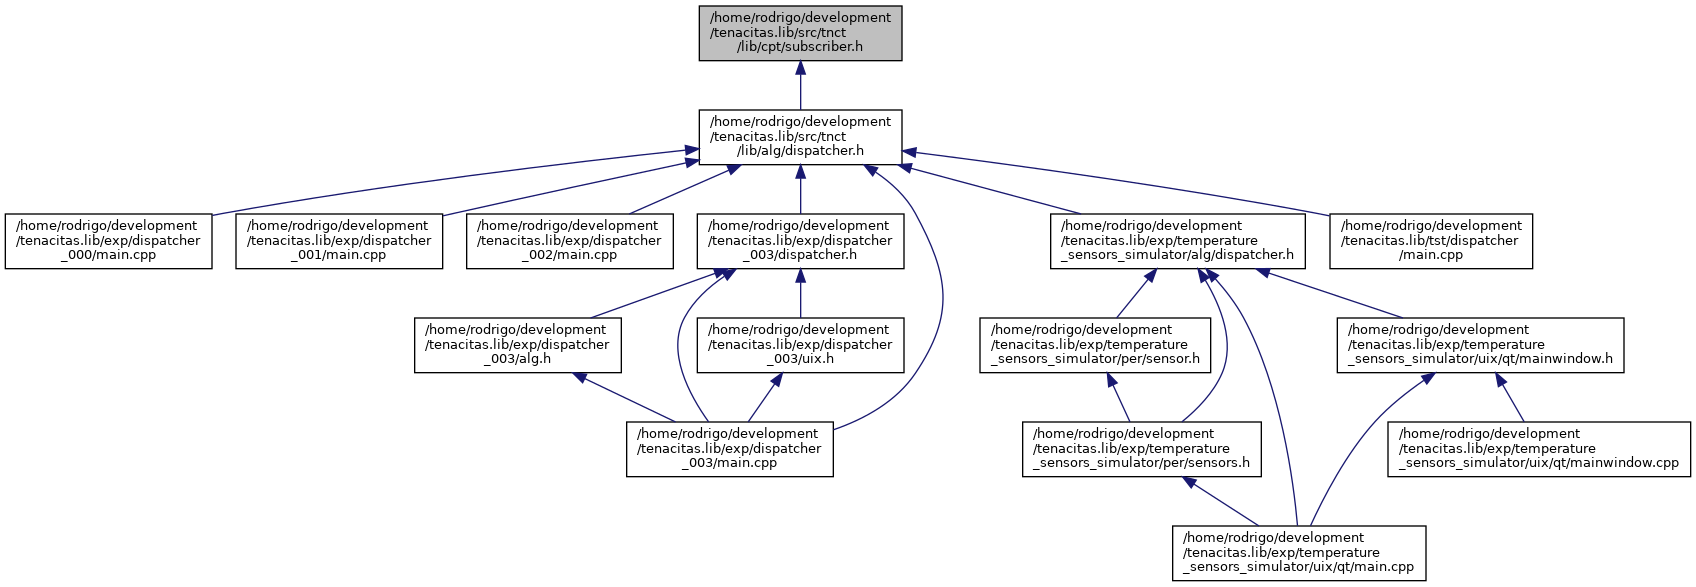 /home/rodrigo/development
/tenacitas.lib/src/tnct
/lib/cpt/subscriber.h
/home/rodrigo/development
/tenacitas.lib/src/tnct
/lib/alg/dispatcher.h
/home/rodrigo/development
/tenacitas.lib/exp/dispatcher
_000/main.cpp
/home/rodrigo/development
/tenacitas.lib/exp/dispatcher
_001/main.cpp
/home/rodrigo/development
/tenacitas.lib/exp/dispatcher
_002/main.cpp
/home/rodrigo/development
/tenacitas.lib/exp/dispatcher
_003/dispatcher.h
/home/rodrigo/development
/tenacitas.lib/exp/temperature
_sensors_simulator/alg/dispatcher.h
/home/rodrigo/development
/tenacitas.lib/tst/dispatcher
/main.cpp
/home/rodrigo/development
/tenacitas.lib/exp/dispatcher
_003/alg.h
/home/rodrigo/development
/tenacitas.lib/exp/dispatcher
_003/uix.h
/home/rodrigo/development
/tenacitas.lib/exp/temperature
_sensors_simulator/per/sensor.h
/home/rodrigo/development
/tenacitas.lib/exp/temperature
_sensors_simulator/uix/qt/mainwindow.h
/home/rodrigo/development
/tenacitas.lib/exp/dispatcher
_003/main.cpp
/home/rodrigo/development
/tenacitas.lib/exp/temperature
_sensors_simulator/per/sensors.h
/home/rodrigo/development
/tenacitas.lib/exp/temperature
_sensors_simulator/uix/qt/mainwindow.cpp
/home/rodrigo/development
/tenacitas.lib/exp/temperature
_sensors_simulator/uix/qt/main.cpp